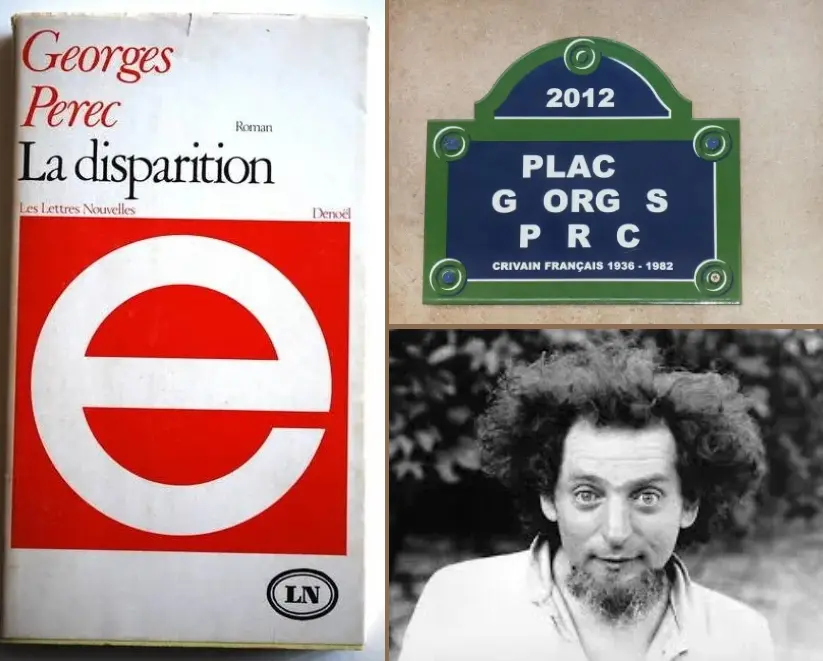 Georges
Perec
Roman
La disparition
Les Lettres Nouvelles
Denoël
e
LN
2012
PLAC
G ORG S
P R C
CRIVAIN FRANÇAIS 1936 - 1982